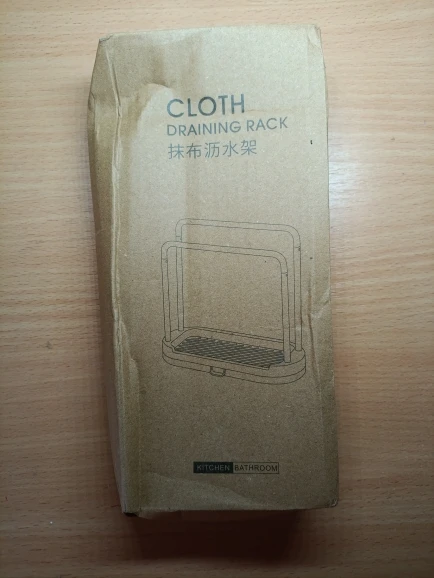 CLOTH
DRAINING RACK
抹布沥水架
KITCHEN BATHROOM